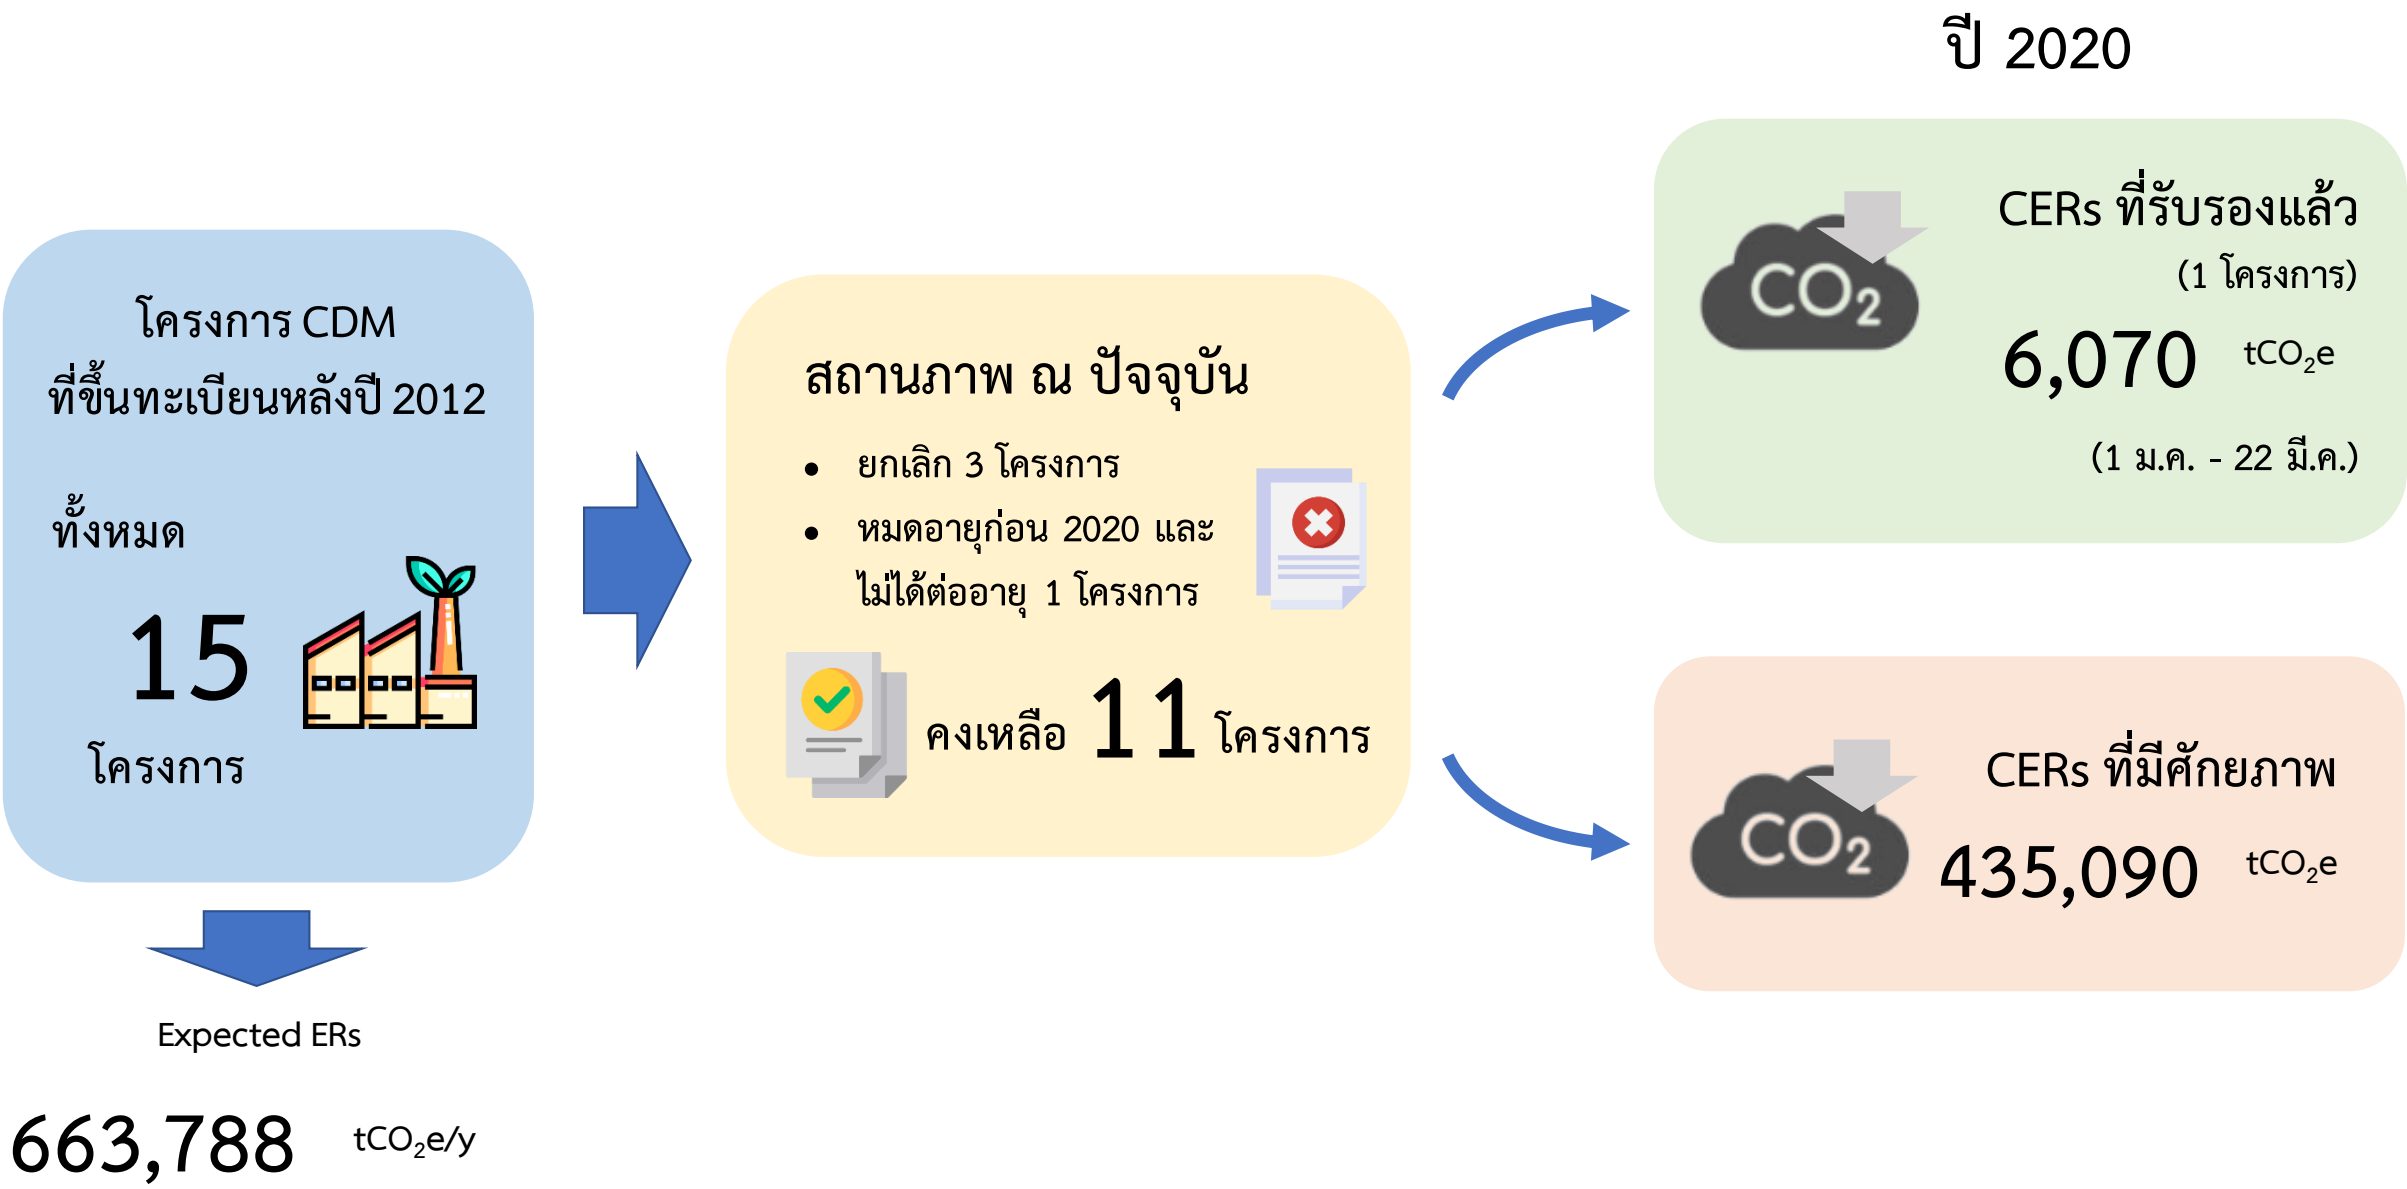 ปี 2020
โครงการ CDM
ที่ขึ้นทะเบียนหลังปี 2012
ทั้งหมด
15
โครงการ
Expected ERs
663,788 tCO₂e/y
สถานภาพ ณ ปัจจุบัน
• ยกเลิก 3 โครงการ
• หมดอายุก่อน 2020 และ
ไม่ได้ต่ออายุ 1 โครงการ
คงเหลือ 11 โครงการ
CO₂
CERs ที่รับรองแล้ว
(1 โครงการ)
6,070 tCO₂e
(1 ม.ค. - 22 มี.ค.)
CO₂
CERs ที่มีศักยภาพ
435,090 tCO₂e